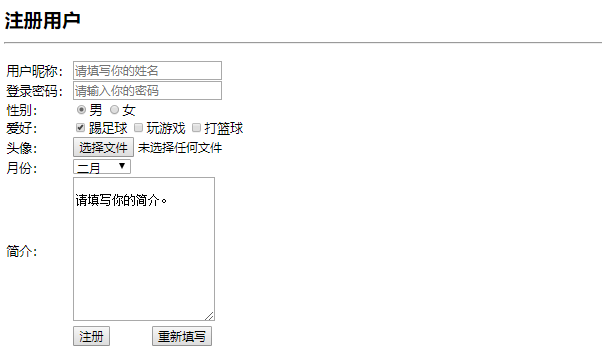 注册用户
用户昵称: 请填写你的姓名
登录密码: 请输入你的密码
性别: 男 女
爱好: 踢足球 玩游戏 打篮球
头像: 选择文件 未选择任何文件
月份: 二月
请填写你的简介。
简介:
注册 重新填写